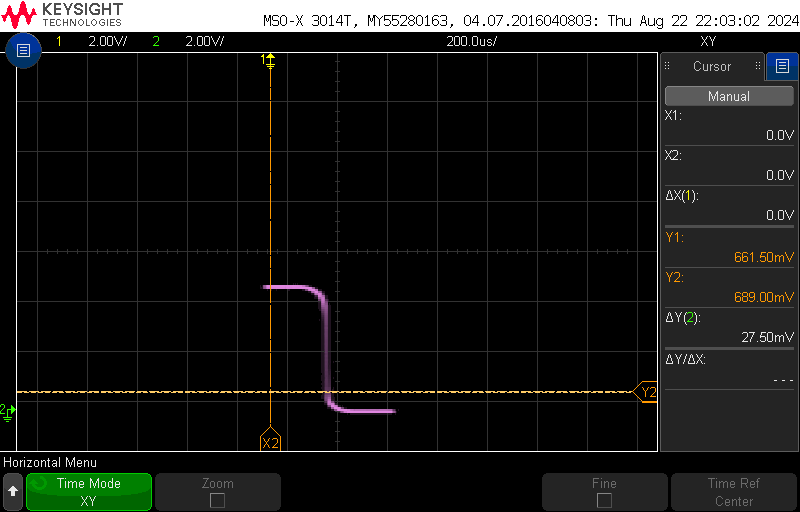 KEYSIGHT
TECHNOLOGIES
MSO-X 3014T, MY55280163, 04.07.2016040803: Thu Aug 22 22:03:02 2024
1 2.00V/ 2 2.00V/ 200.0us/ XY
1
Cursor
Manual
X1:
0.0V
X2:
0.0V
ΔX(1):
0.0V
Y1:
661.50mV
Y2:
689.00mV
ΔY(2):
27.50mV
ΔY/ΔX:
---
Y2
2
X2
Horizontal Menu
Time Mode
XY
Zoom
Fine
Time Ref
Center